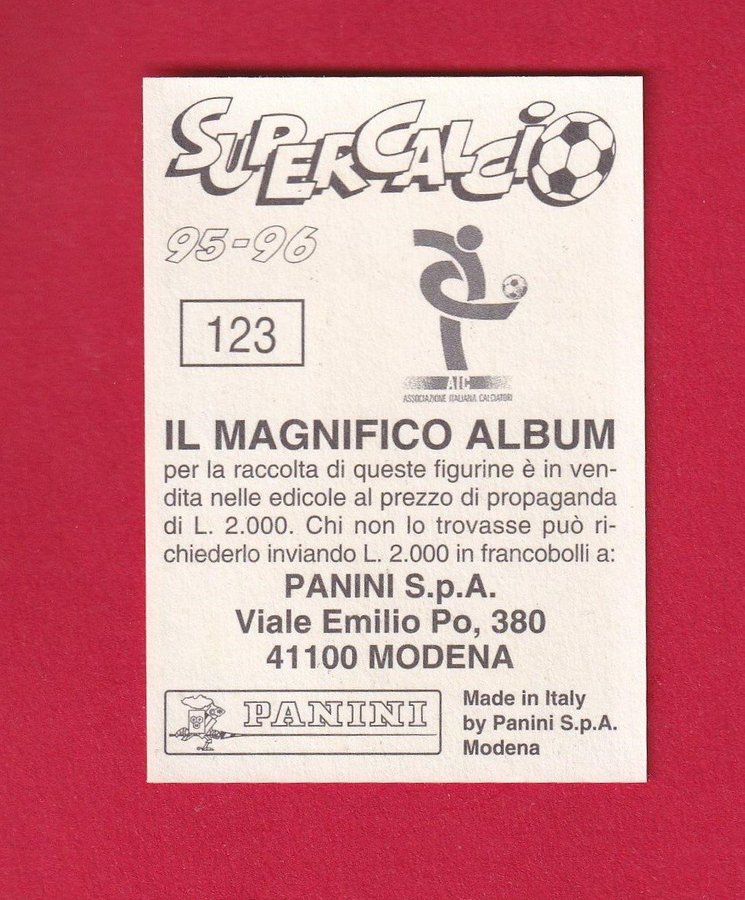 SUPERCALCIO
95-96
123
AIC
ASSOCIAZIONE ITALIANA CALCIATORI
IL MAGNIFICO ALBUM
per la raccolta di queste figurine è in ven-
dita nelle edicole al prezzo di propaganda
di L. 2.000. Chi non lo trovasse può ri-
chiederlo inviando L. 2.000 in francobolli a:
PANINI S.p.A.
Viale Emilio Po, 380
41100 MODENA
PANINI
Made in Italy
by Panini S.p.A.
Modena